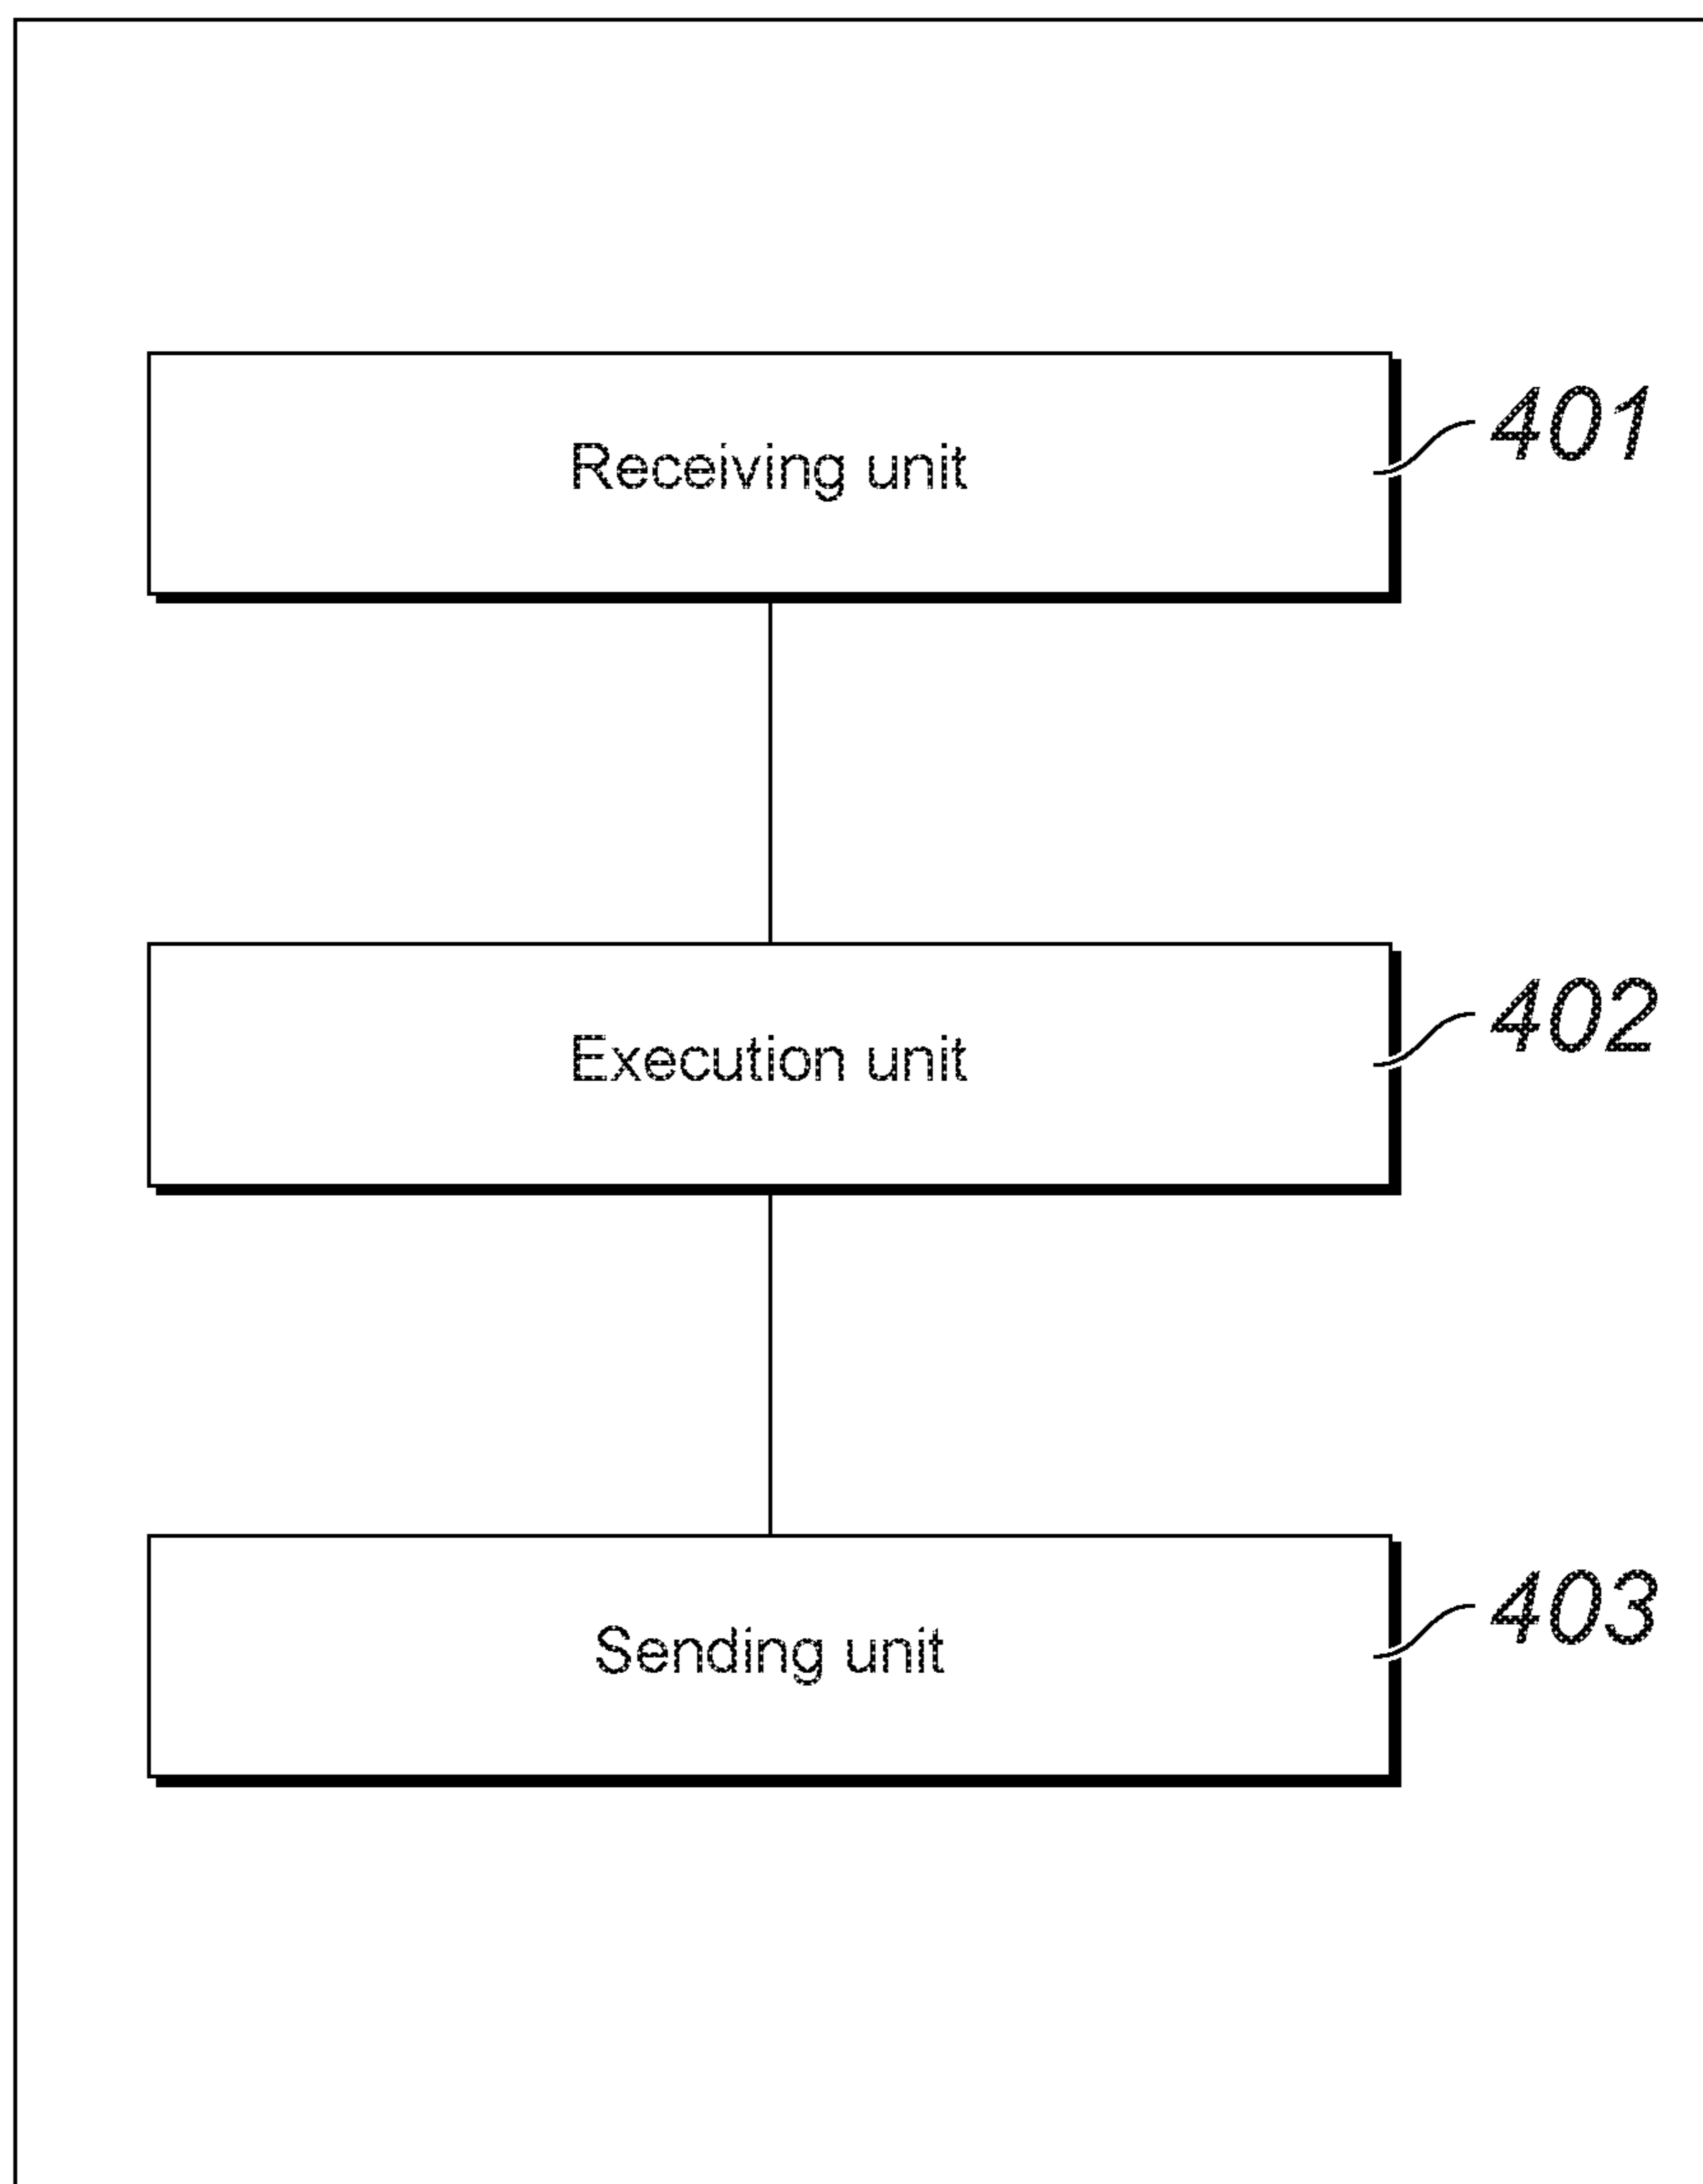 Receiving unit
401
Execution unit
402
Sending unit
403